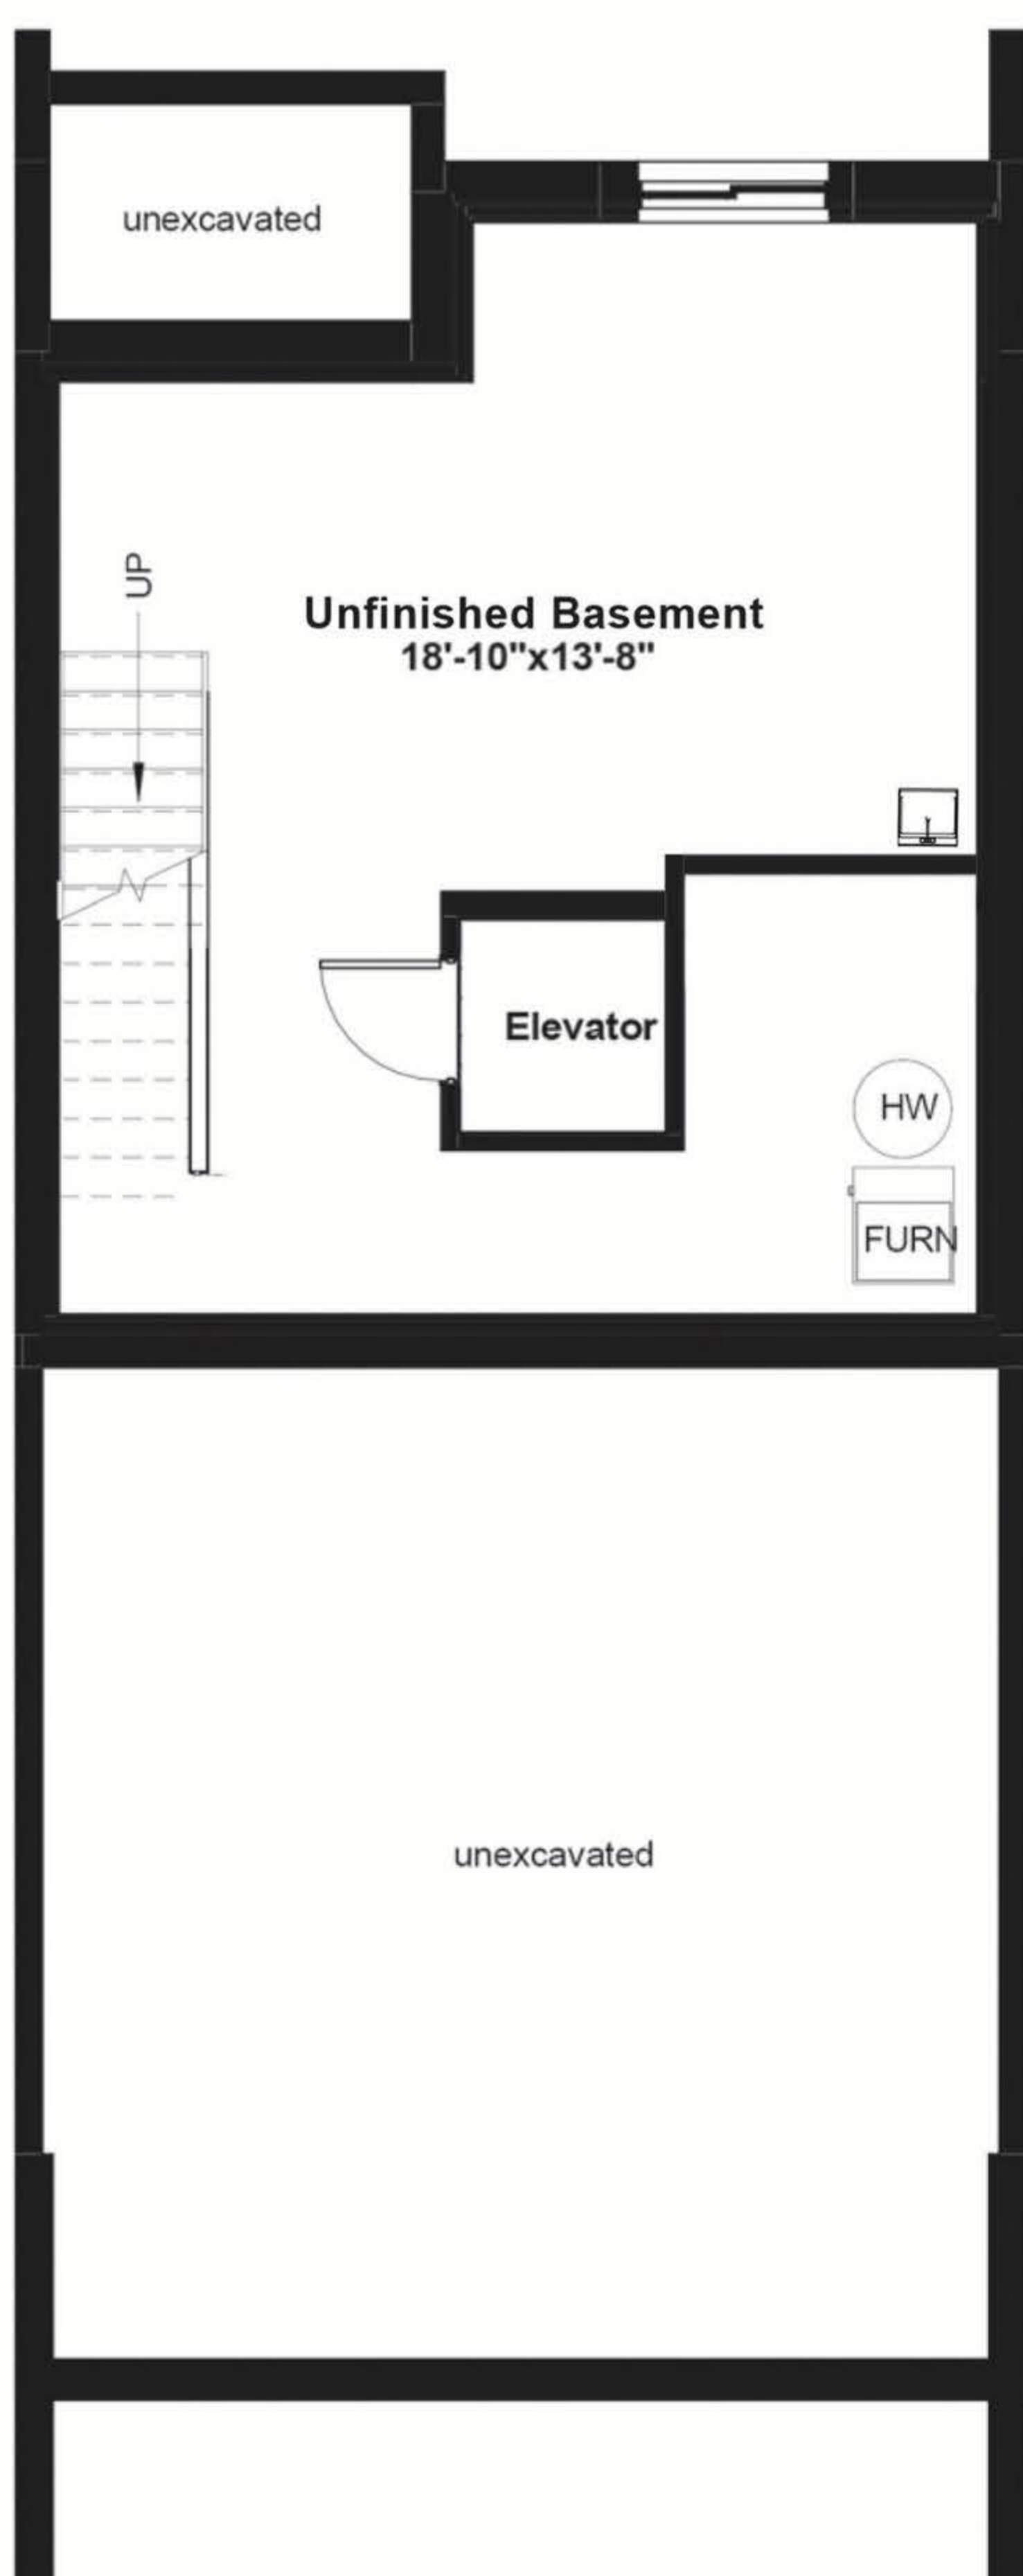 unexcavated
UP
Unfinished Basement
18'-10"x13'-8"
Elevator
HW
FURN
unexcavated